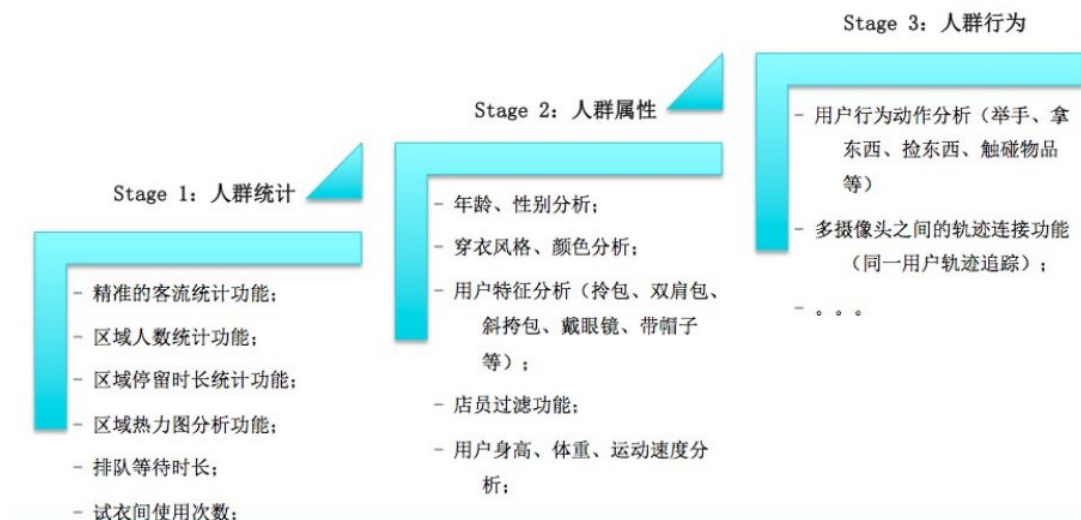 Stage 1: 人群统计
- 精准的客流统计功能;
- 区域人数统计功能;
- 区域停留时长统计功能;
- 区域热力图分析功能;
- 排队等待时长;
- 试衣间使用次数;
Stage 2: 人群属性
- 年龄、性别分析;
- 穿衣风格、颜色分析;
- 用户特征分析（拎包、双肩包、
斜挎包、戴眼镜、带帽子
等）;
- 店员过滤功能;
- 用户身高、体重、运动速度分
析;
Stage 3: 人群行为
- 用户行为动作分析（举手、拿
东西、捡东西、触碰物品
等）
- 多摄像头之间的轨迹连接功能
（同一用户轨迹追踪）;
- 。。。